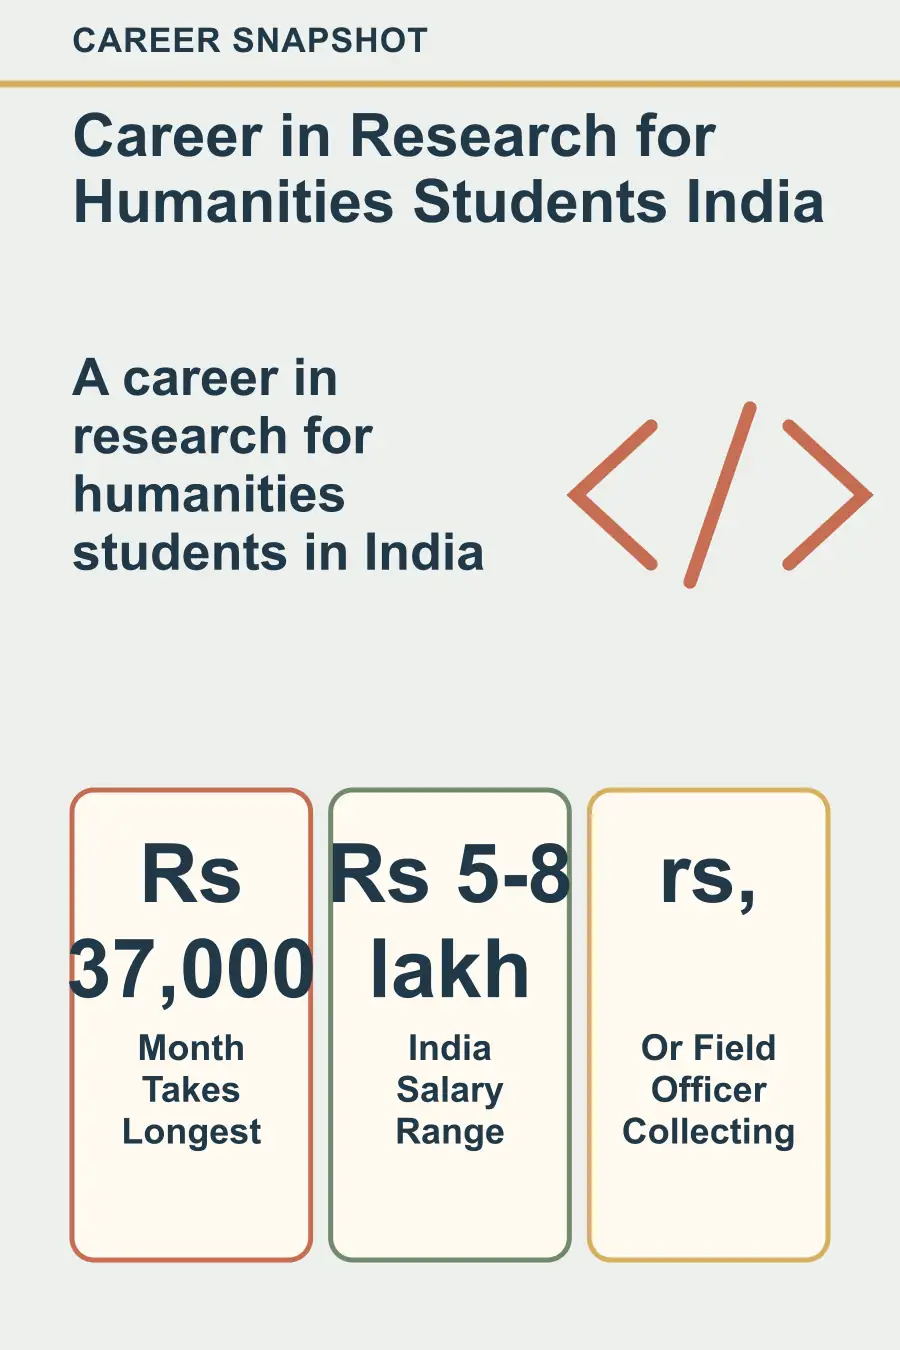 CAREER SNAPSHOT
Career in Research for
Humanities Students India
A career in
research for
humanities
students in India
Rs
37,000
Month
Takes
Longest
Rs 5-8
lakh
India
Salary
Range
rs,
Or Field
Officer
Collecting